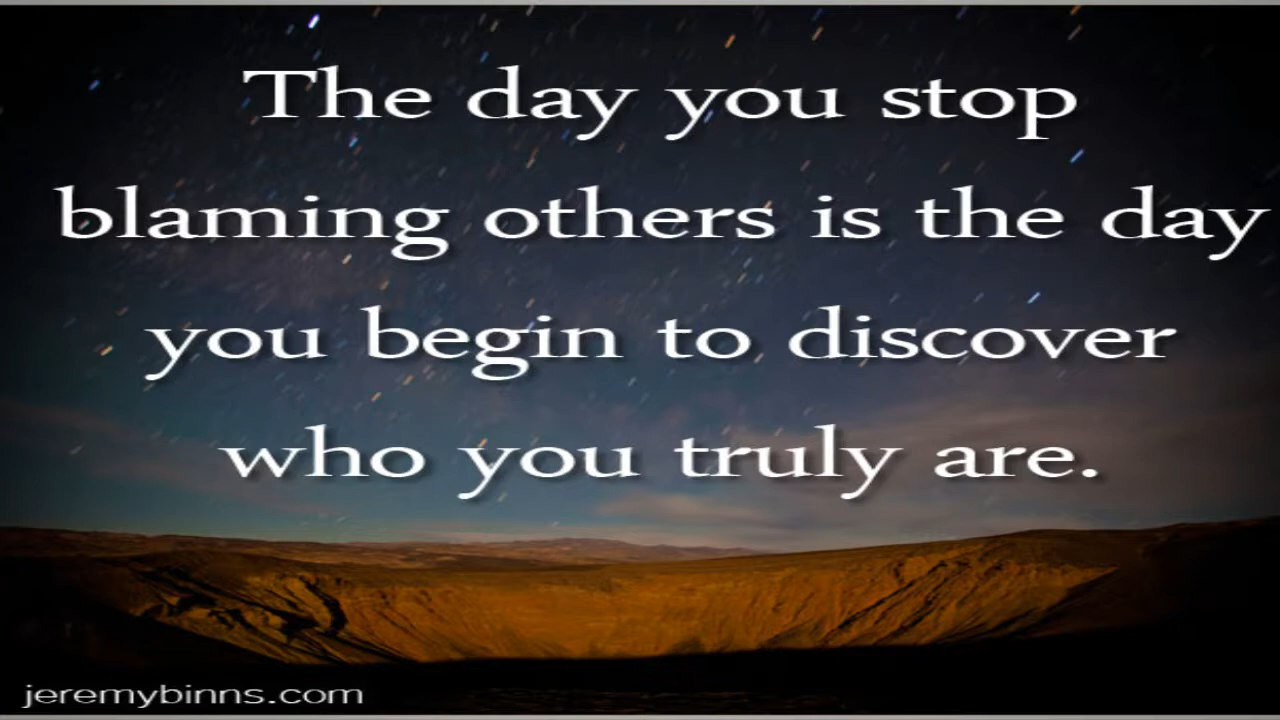 The day you stop
blaming others is the day
you begin to discover
who you truly are.
jeremybinns.com